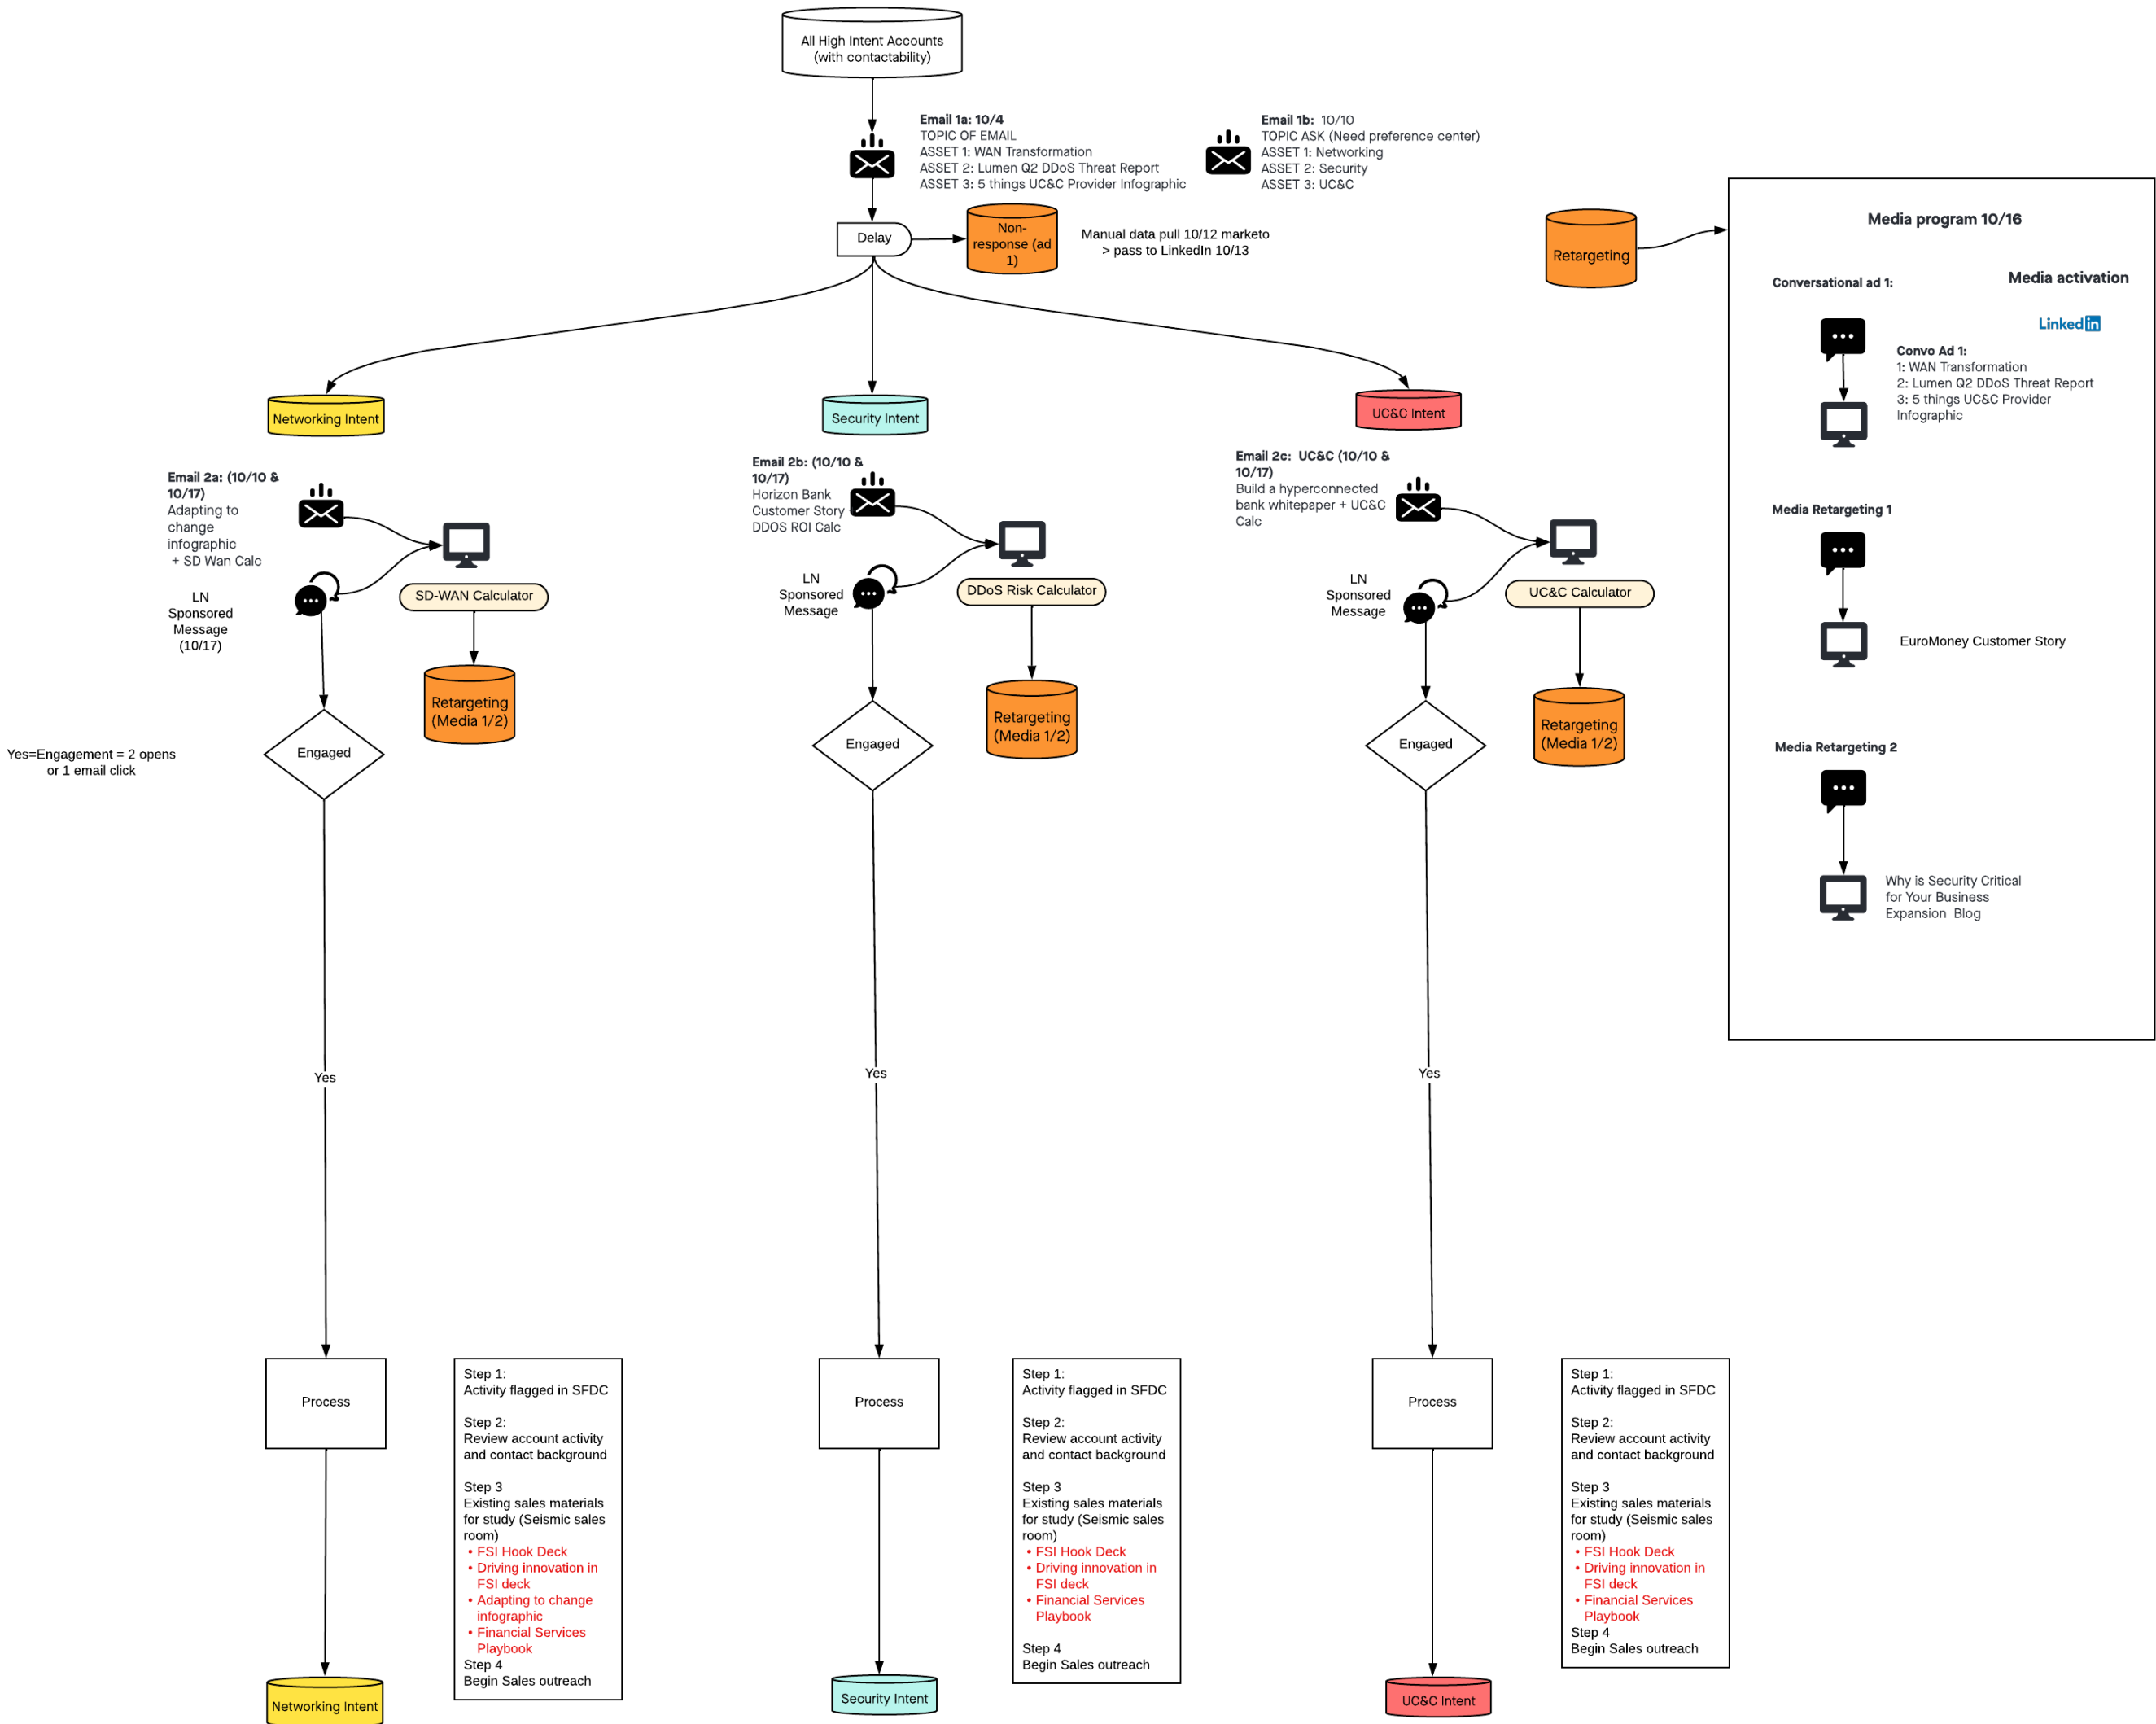 All High Intent Accounts
(with contactability)
Email 1a: 10/4
TOPIC OF EMAIL
ASSET 1: WAN Transformation
ASSET 2: Lumen Q2 DDoS Threat Report
ASSET 3: 5 things UC&C Provider Infographic
Email 1b: 10/10
TOPIC ASK (Need preference center)
ASSET 1: Networking
ASSET 2: Security
ASSET 3: UC&C
Delay
Non-
response (ad
1)
Manual data pull 10/12 marketo
> pass to LinkedIn 10/13
Retargeting
Media program 10/16
Conversational ad 1:
Media activation
Linked in
Convo Ad 1:
1: WAN Transformation
2: Lumen Q2 DDoS Threat Report
3: 5 things UC&C Provider
Infographic
Media Retargeting 1
EuroMoney Customer Story
Media Retargeting 2
Why is Security Critical
for Your Business
Expansion Blog
Networking Intent
Security Intent
UC&C Intent
Email 2a: (10/10 &
10/17)
Adapting to
change
infographic
+ SD Wan Calc
LN
Sponsored
Message
(10/17)
SD-WAN Calculator
Retargeting
(Media 1/2)
Engaged
Yes=Engagement = 2 opens
or 1 email click
Email 2b: (10/10 &
10/17)
Horizon Bank
Customer Story
DDOS ROI Calc
LN
Sponsored
Message
DDoS Risk Calculator
Retargeting
(Media 1/2)
Engaged
Email 2c: UC&C (10/10 &
10/17)
Build a hyperconnected
bank whitepaper + UC&C
Calc
LN
Sponsored
Message
UC&C Calculator
Retargeting
(Media 1/2)
Engaged
Yes
Yes
Yes
Process
Step 1:
Activity flagged in SFDC
Step 2:
Review account activity
and contact background
Step 3
Existing sales materials
for study (Seismic sales
room)
• FSI Hook Deck
• Driving innovation in
FSI deck
• Adapting to change
infographic
• Financial Services
Playbook
Step 4
Begin Sales outreach
Process
Step 1:
Activity flagged in SFDC
Step 2:
Review account activity
and contact background
Step 3
Existing sales materials
for study (Seismic sales
room)
• FSI Hook Deck
• Driving innovation in
FSI deck
• Financial Services
Playbook
Step 4
Begin Sales outreach
Process
Step 1:
Activity flagged in SFDC
Step 2:
Review account activity
and contact background
Step 3
Existing sales materials
for study (Seismic sales
room)
• FSI Hook Deck
• Driving innovation in
FSI deck
• Financial Services
Playbook
Step 4
Begin Sales outreach
Networking Intent
Security Intent
UC&C Intent